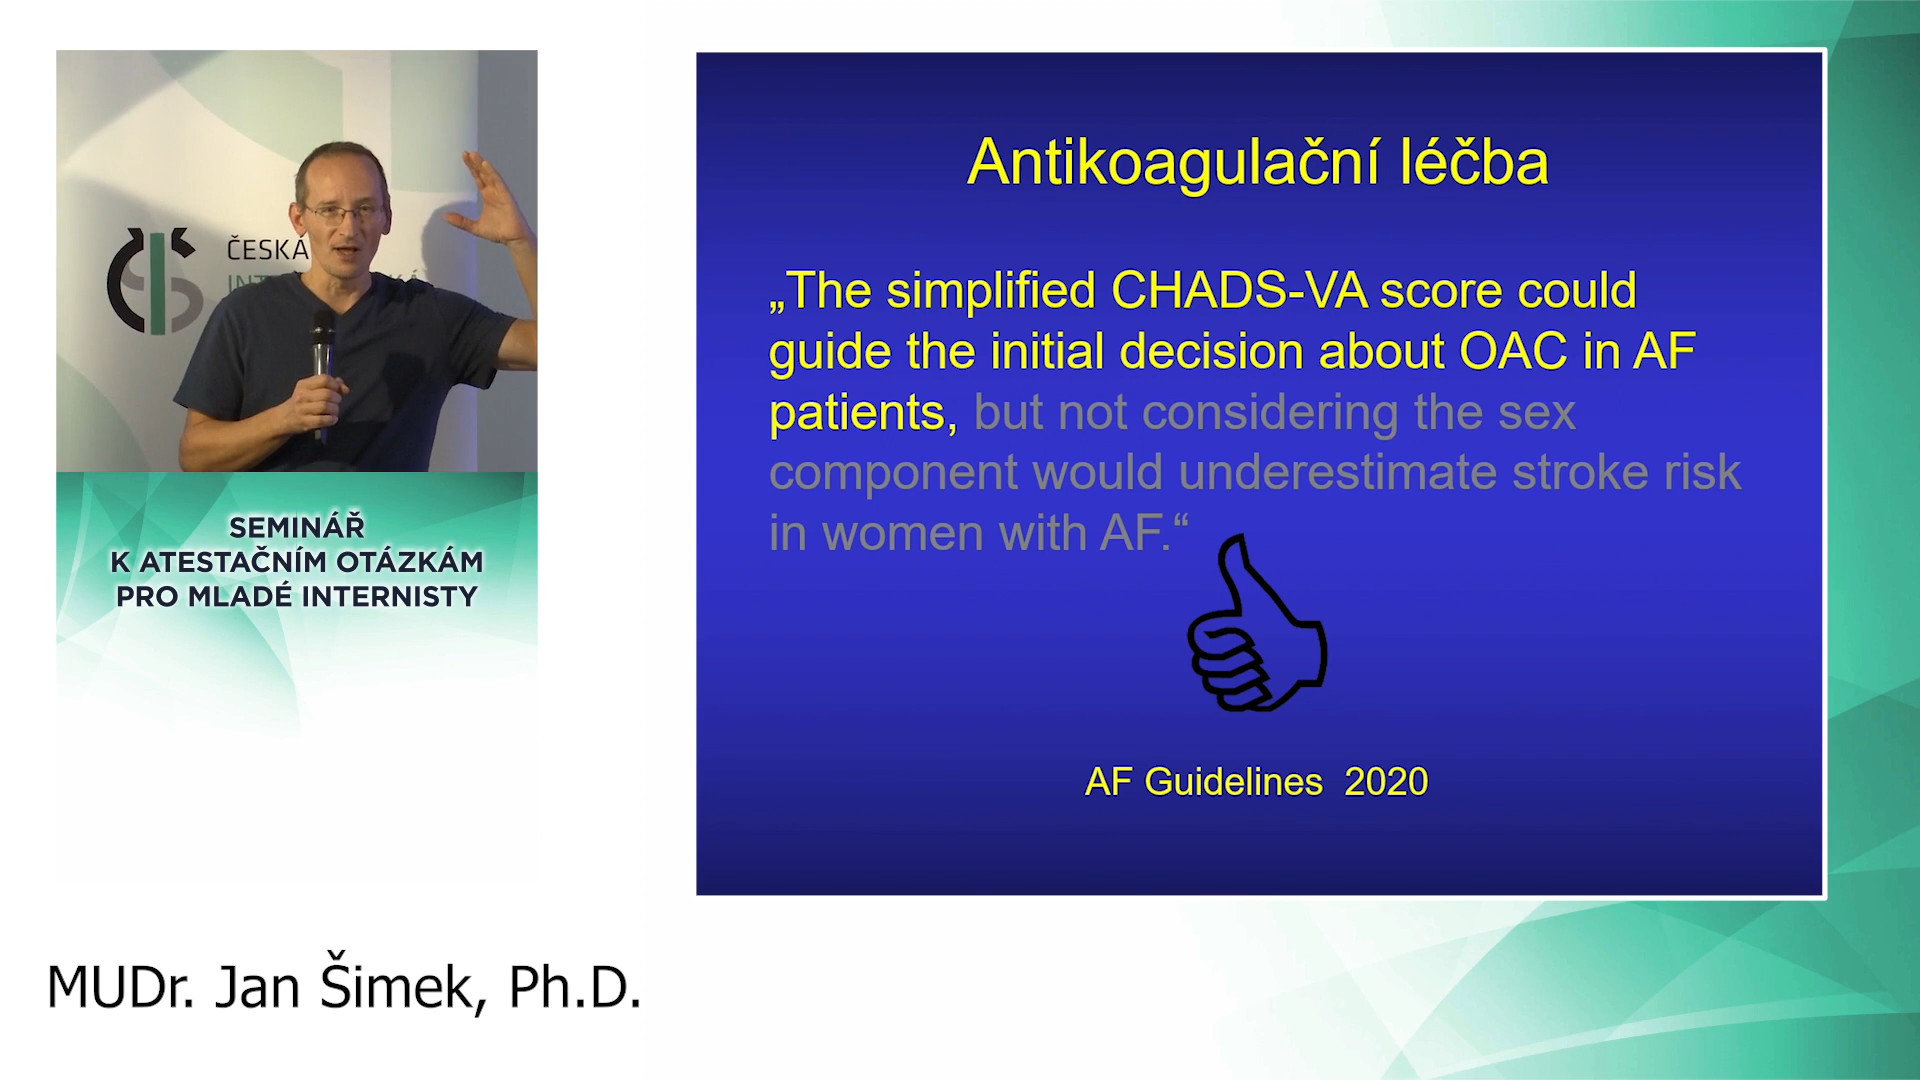 ČESKÁ
SEMINÁŘ
K ATESTAČNÍM OTÁZKÁM
PRO MLADÉ INTERNISTY
MUDr. Jan Šimek, Ph.D.
Antikoagulační léčba
„The simplified CHADS-VA score could
guide the initial decision about OAC in AF
patients, but not considering the sex
component would underestimate stroke risk
in women with AF.“
AF Guidelines 2020